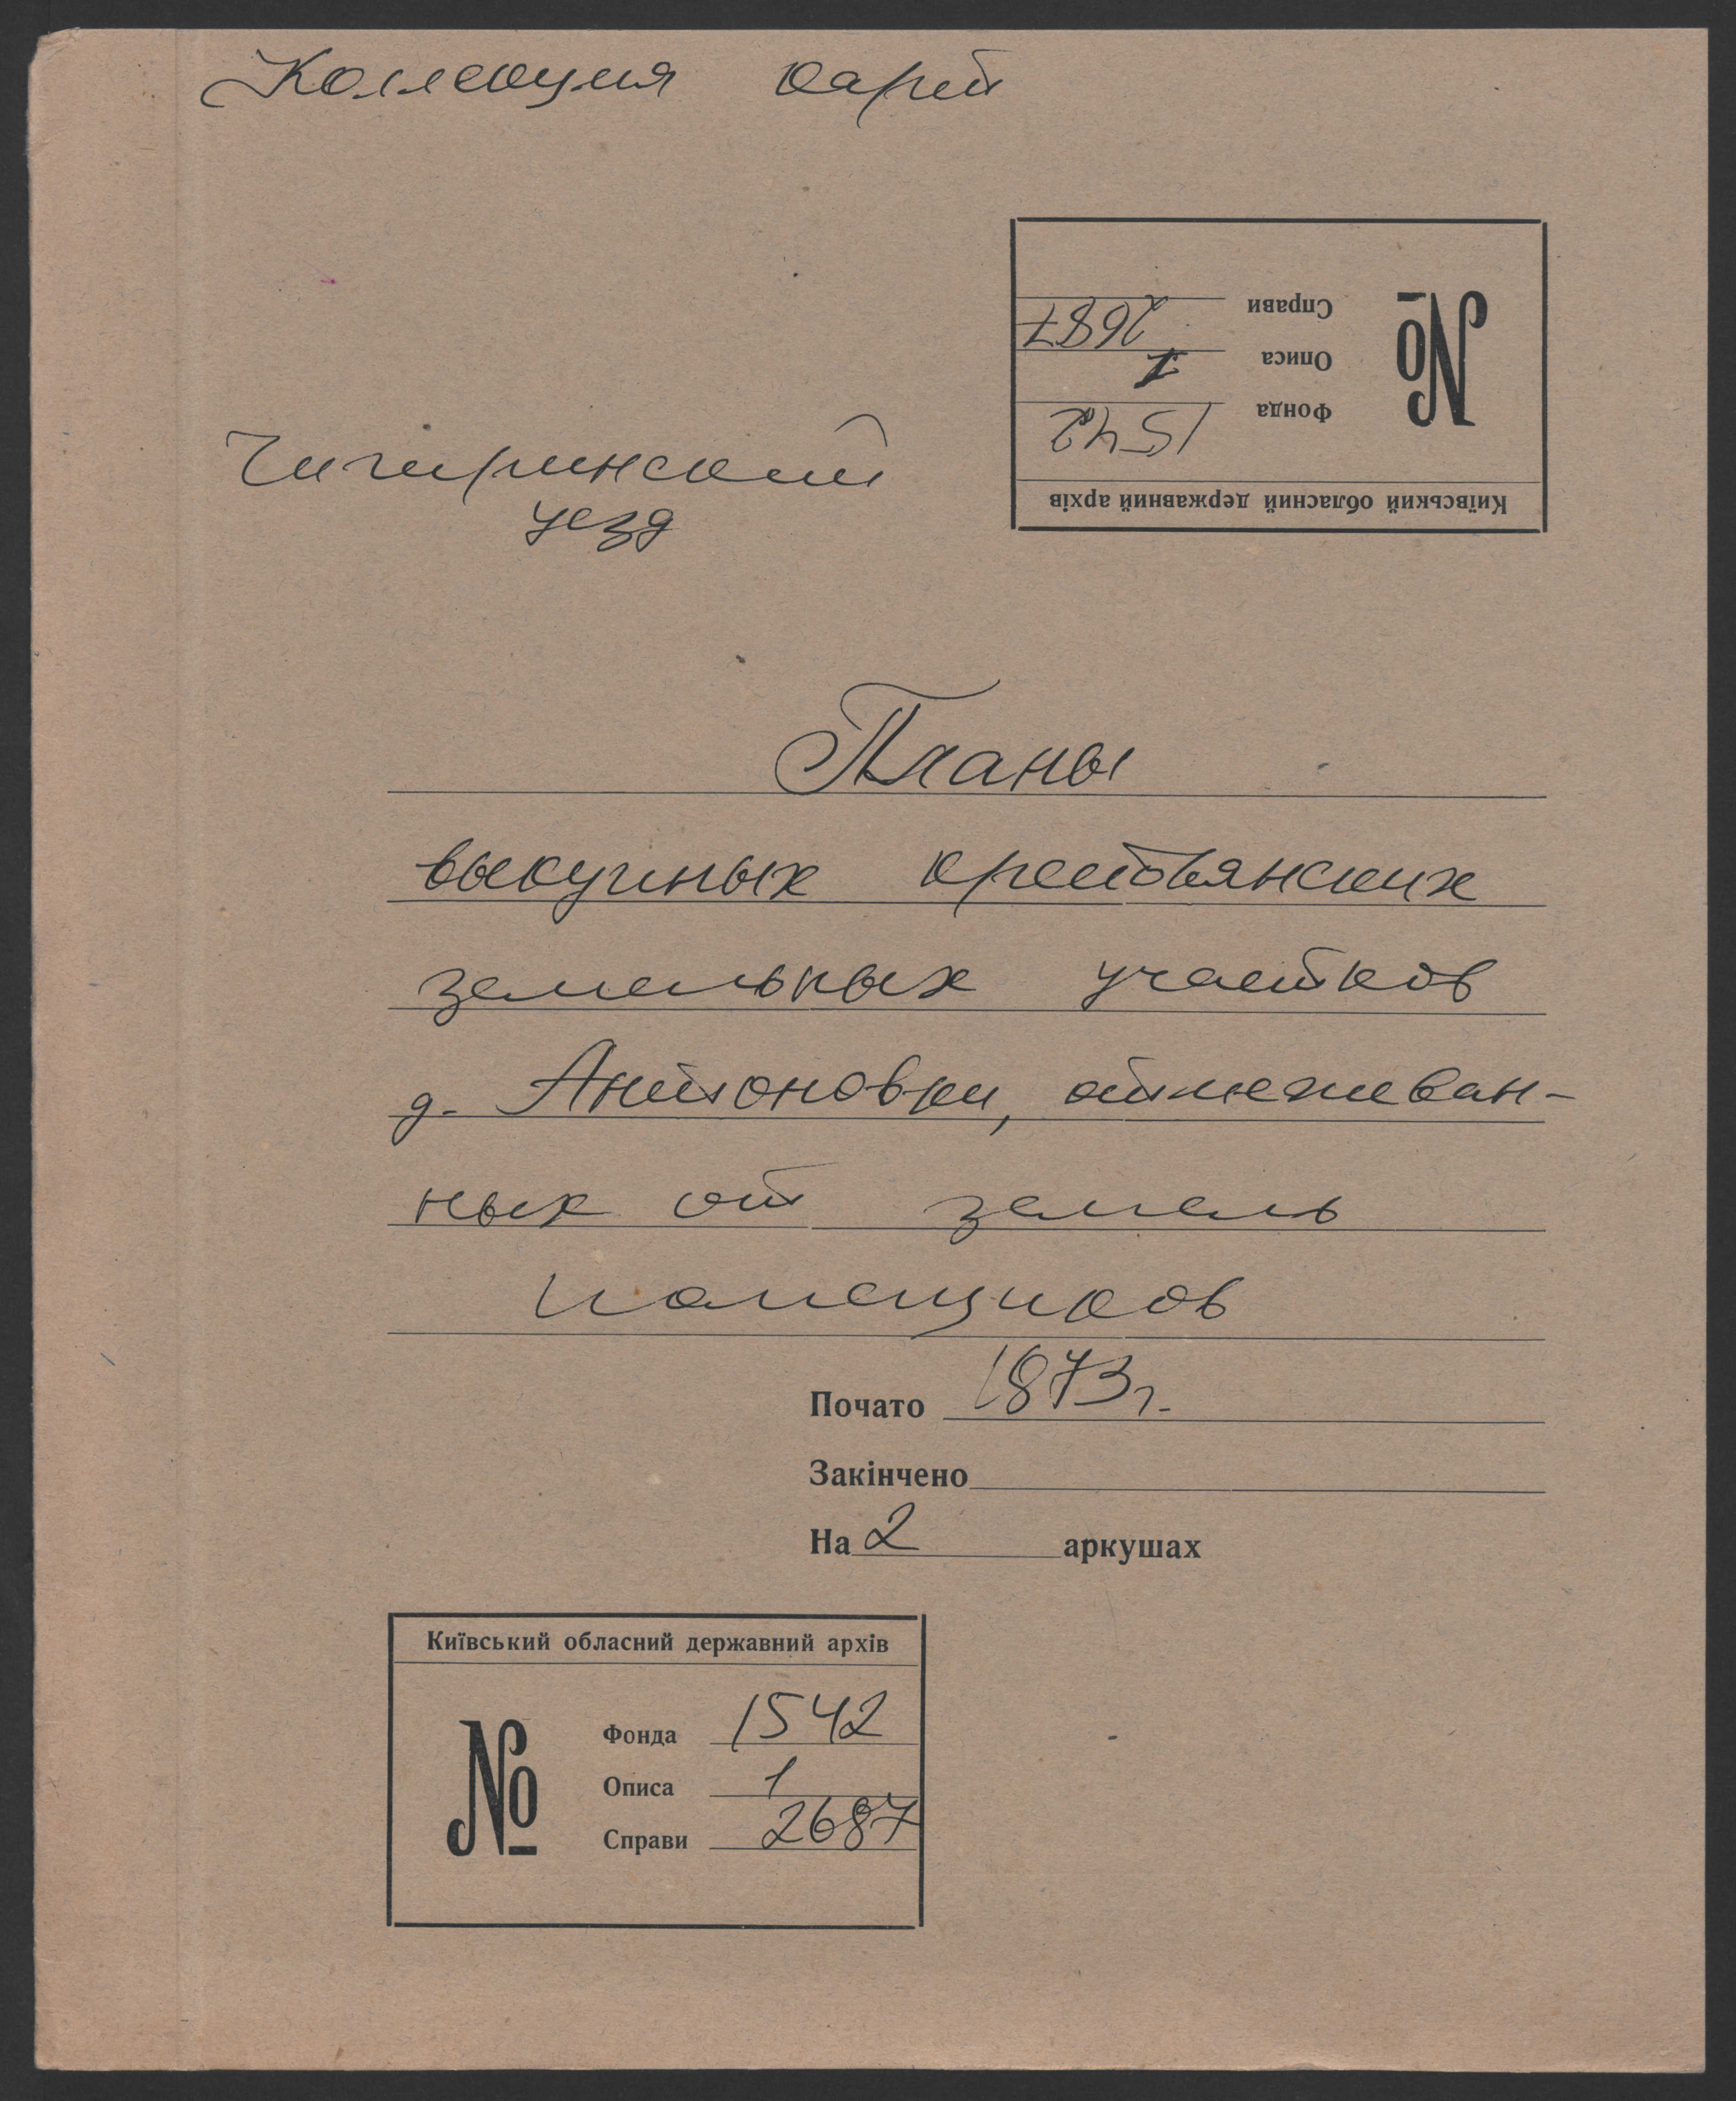 Коллекция карт
Справи 2687
Описа 1
Фонда 1542
№
Київський обласний державний архів
Чигиринский
уезд
Планы
выкупных крестьянских
земельных участков
д. Антоновки, отмежеван-
ных от земель
помещиков
Почато 1873 г.
Закінчено
На 2 аркушах
Київський обласний державний архів
№
Фонда 1542
Описа 1
Справи 2687